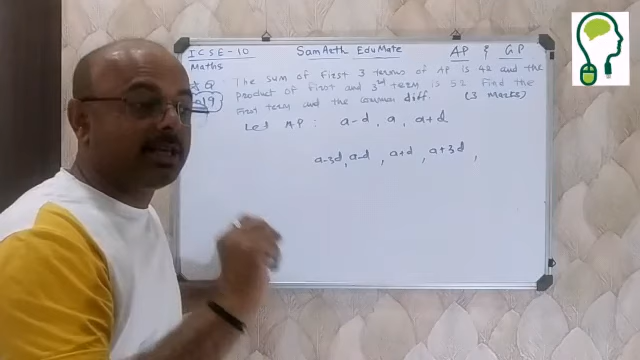 ICSE-10 SamArth EduMate AP & GP
Maths
Q The sum of first 3 terms of AP is 42 and the
2019 product of first and 3rd term is 52. Find the
First term and the common diff. (3 Marks)
Let AP : a-d, a, a+d
a-3d, a-d, a+d, a+3d,